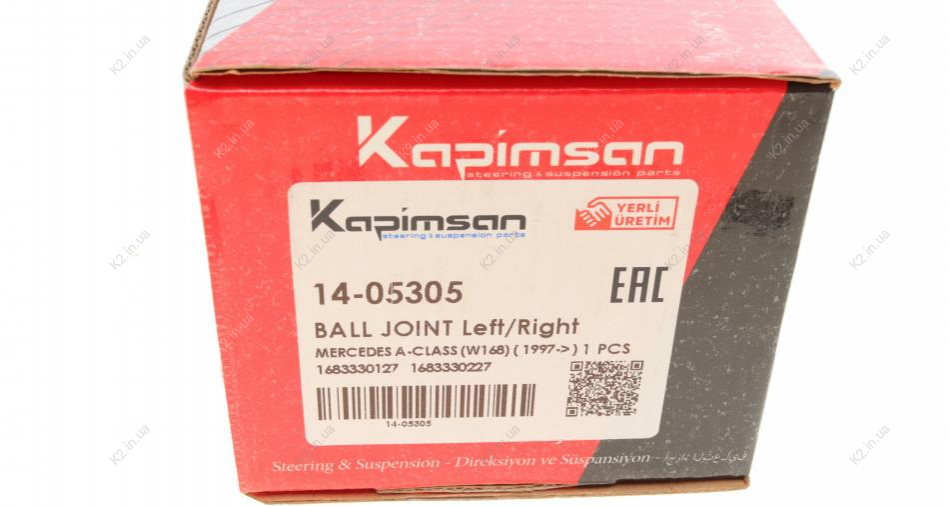 Kapimsan
steering & suspension parts
Kapimsan
steering & suspension parts
YERLİ
ÜRETİM
14-05305
EAC
BALL JOINT Left/Right
MERCEDES A-CLASS (W168) ( 1997-> ) 1 PCS
1683330127 1683330227
14-05305
Steering & Suspension - Direksiyon ve Süspansiyon -
K2.in.ua